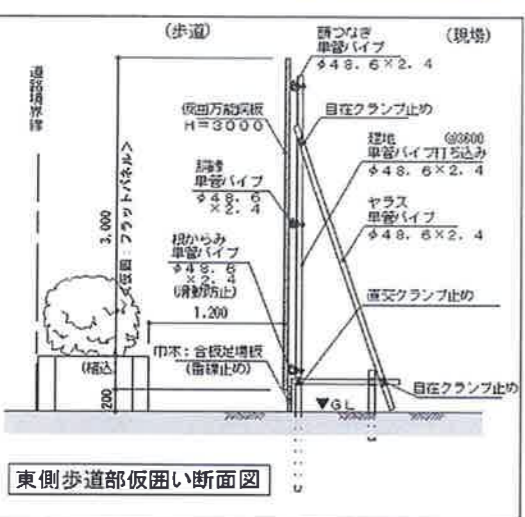 (歩道)
(現場)
道路境界線
頭つなぎ
単管パイプ
φ48.6×2.4
仮囲万能鋼板
H=3000
自在クランプ止め
建地 @3600
単管パイプ打ち込み
φ48.6×2.4
胴縁
単管パイプ
φ48.6
×2.4
ヤラズ
単管パイプ
φ48.6×2.4
3,000
<仮囲:フラットパネル>
根からみ
単管パイプ
φ48.6
×2.4
(滑動防止)
直交クランプ止め
1.200
(植込)
巾木:合板足場板
(番線止め)
自在クランプ止め
200
▼GL
東側歩道部仮囲い断面図